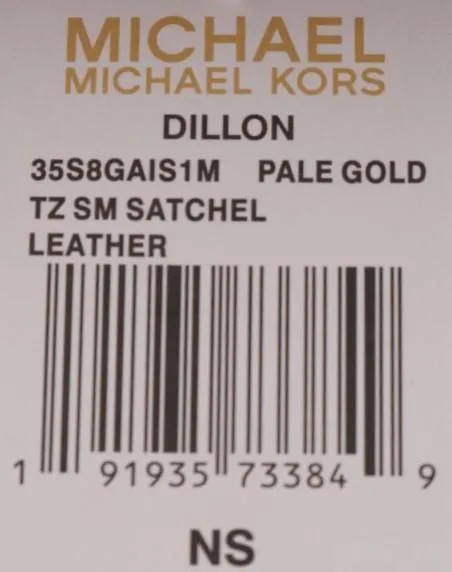 MICHAEL
MICHAEL KORS
DILLON
35S8GAIS1M PALE GOLD
TZ SM SATCHEL
LEATHER
1 91935 73384 9
NS